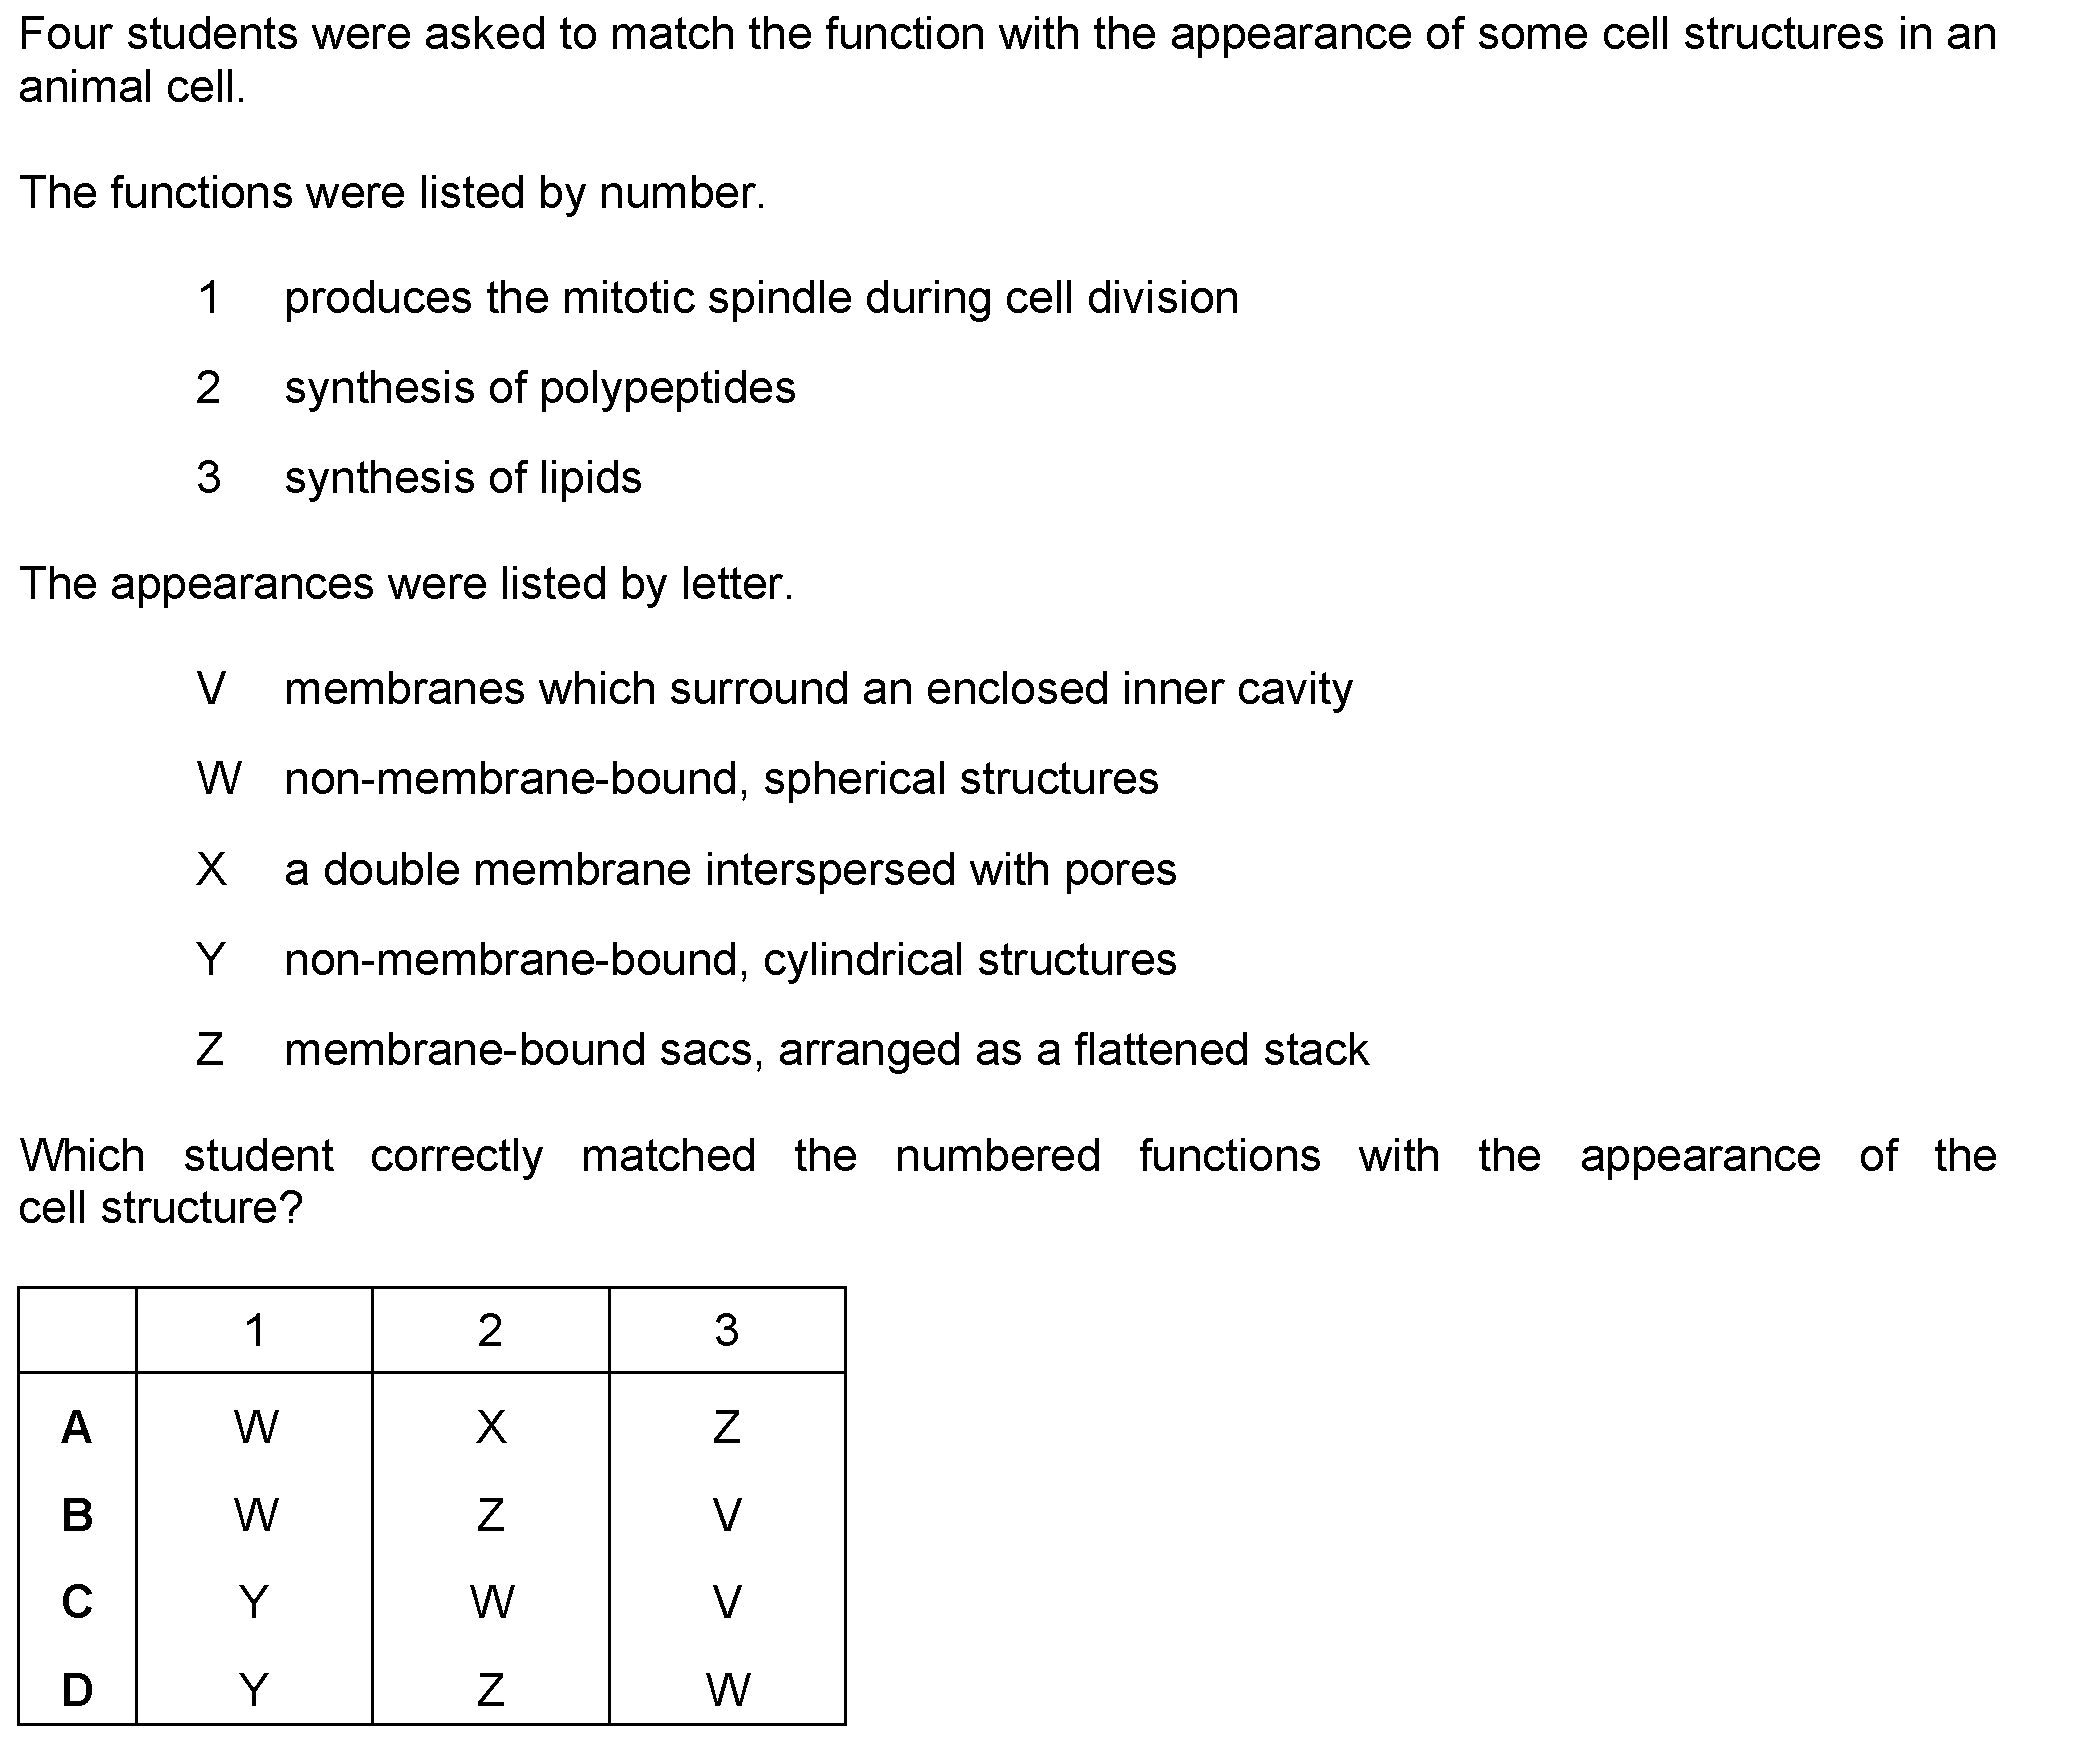 Four students were asked to match the function with the appearance of some cell structures in an
animal cell.
The functions were listed by number.
1 produces the mitotic spindle during cell division
2 synthesis of polypeptides
3 synthesis of lipids
The appearances were listed by letter.
V membranes which surround an enclosed inner cavity
W non-membrane-bound, spherical structures
X a double membrane interspersed with pores
Y non-membrane-bound, cylindrical structures
Z membrane-bound sacs, arranged as a flattened stack
Which student correctly matched the numbered functions with the appearance of the
cell structure?
1 2 3
A W X Z
B W Z V
C Y W V
D Y Z W